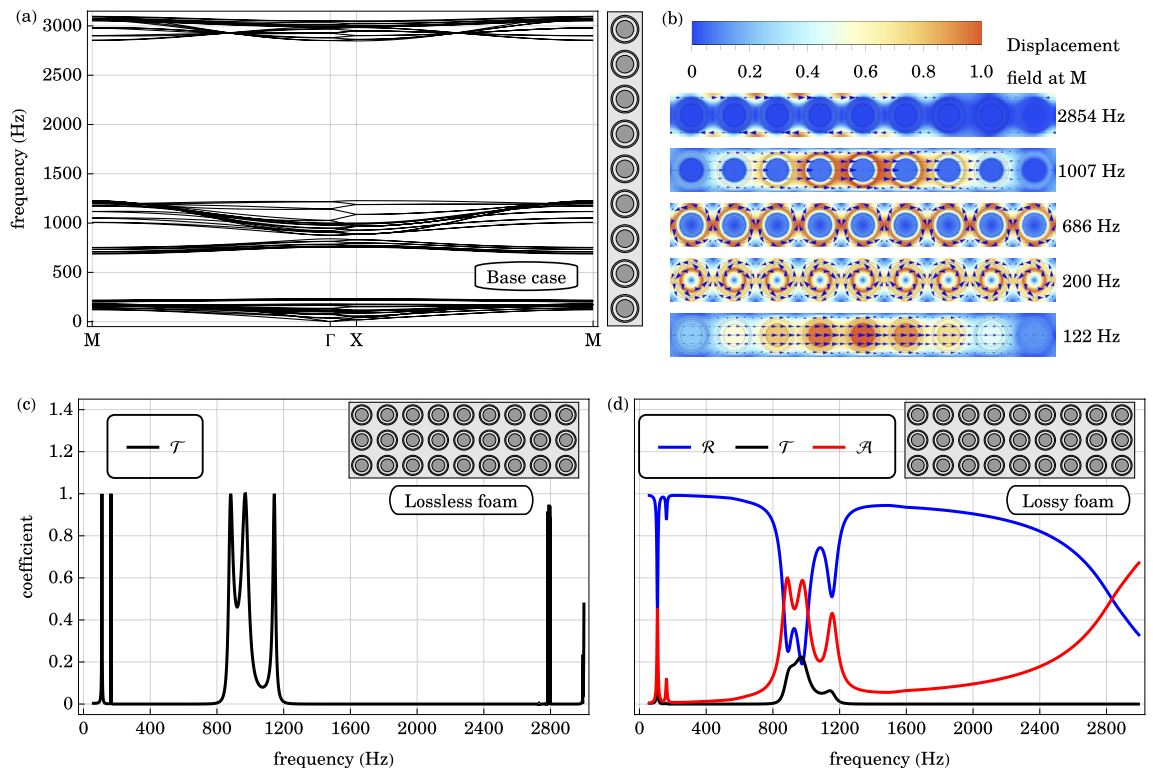 (a)
3000
2500
2000
1500
1000
500
0
frequency (Hz)
M Γ X M
Base case
(b)
0 0.2 0.4 0.6 0.8 1.0
Displacement
field at M
2854 Hz
1007 Hz
686 Hz
200 Hz
122 Hz
(c)
1.4
1.2
1.
0.8
0.6
0.4
0.2
0
coefficient
𝒯
Lossless foam
0 400 800 1200 1600 2000 2400 2800
frequency (Hz)
(d)
ℛ 𝒯 𝒜
Lossy foam
0 400 800 1200 1600 2000 2400 2800
frequency (Hz)